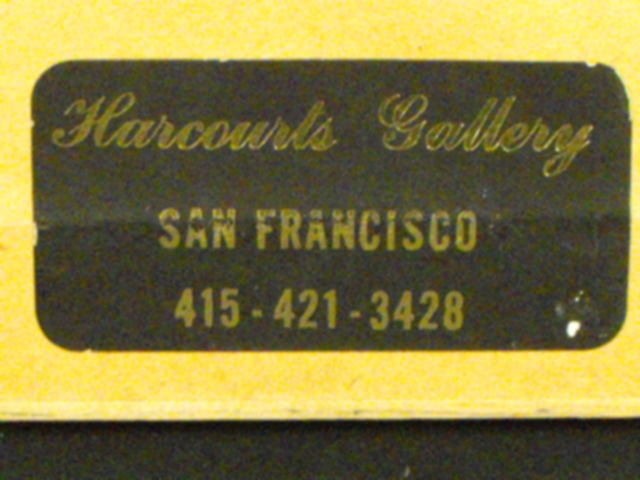 Harcourts Gallery
SAN FRANCISCO
415-421-3428